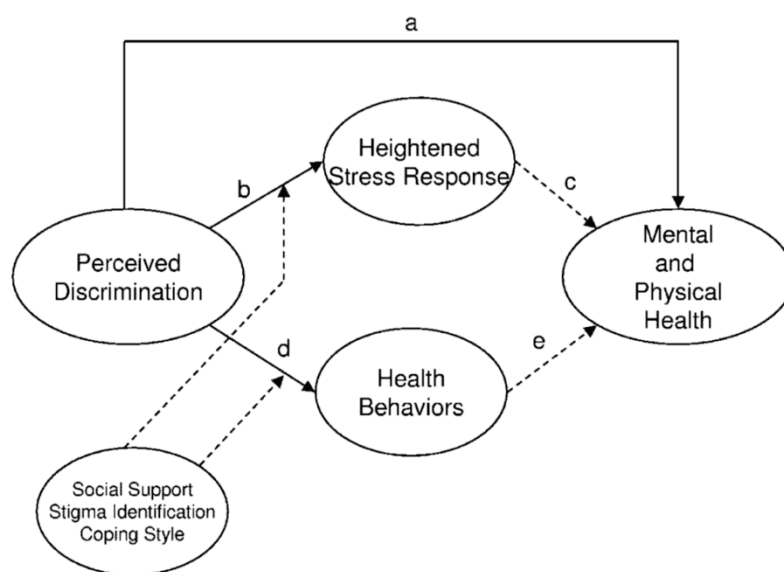 a
Heightened
Stress Response
b
c
Perceived
Discrimination
Mental
and
Physical
Health
d
e
Health
Behaviors
Social Support
Stigma Identification
Coping Style